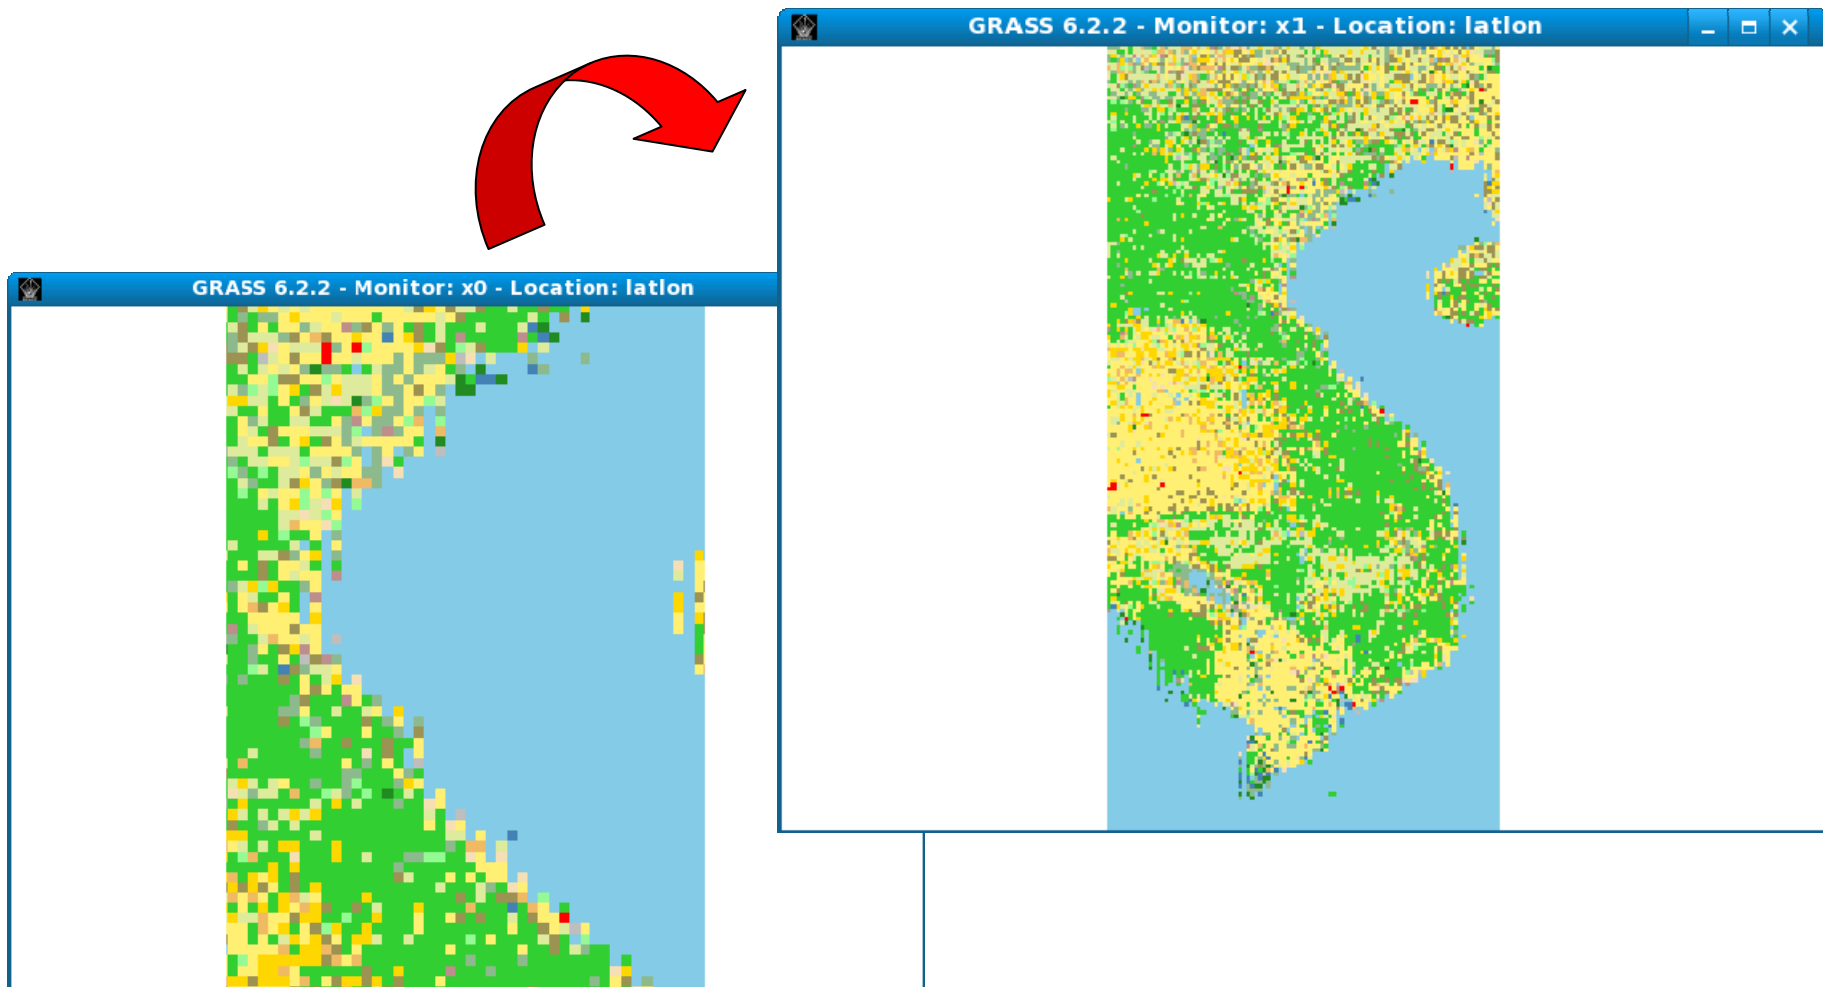 GRASS 6.2.2 - Monitor: x1 - Location: latlon
GRASS 6.2.2 - Monitor: x0 - Location: latlon